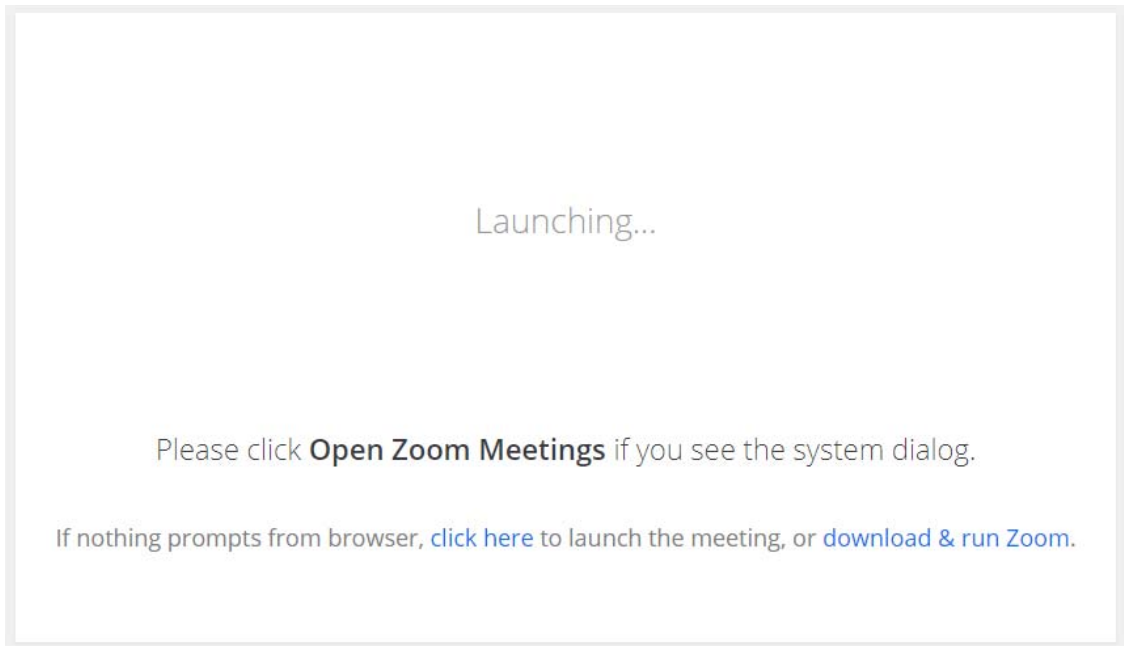 Launching...
Please click Open Zoom Meetings if you see the system dialog.
If nothing prompts from browser, click here to launch the meeting, or download & run Zoom.